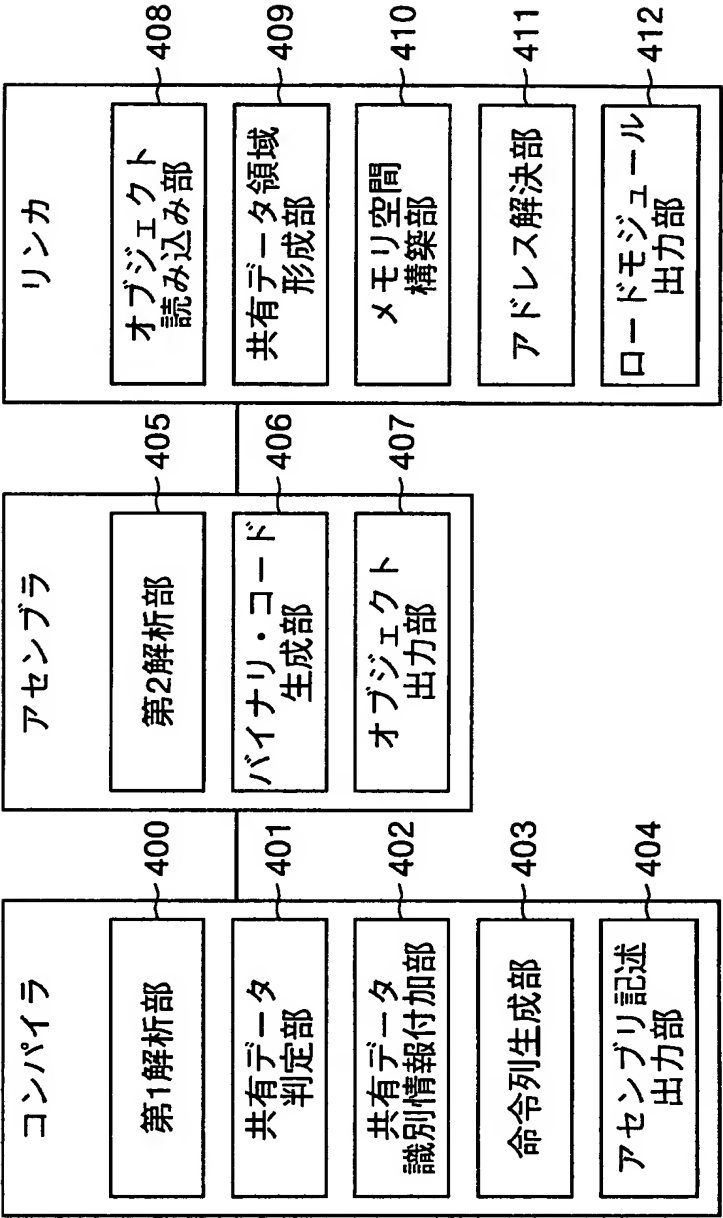 コンパイラ
第1解析部
400
共有データ
判定部
401
共有データ
識別情報付加部
402
命令列生成部
403
アセンブリ記述
出力部
404
アセンブラ
第2解析部
405
バイナリ・コード
生成部
406
オブジェクト
出力部
407
リンカ
オブジェクト
読み込み部
408
共有データ領域
形成部
409
メモリ空間
構築部
410
アドレス解決部
411
ロードモジュール
出力部
412